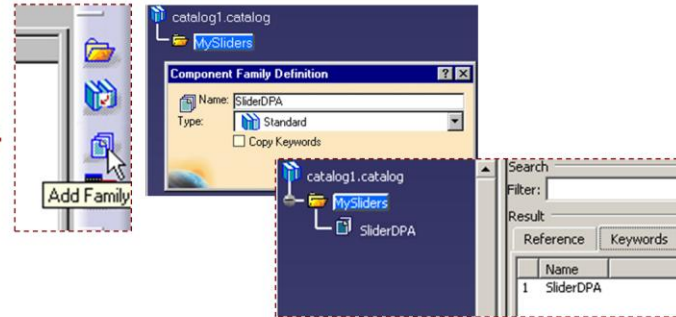 Add Family
catalog1.catalog
MySliders
Component Family Definition
Name: SliderDPA
Type: Standard
Copy Keywords
catalog1.catalog
MySliders
SliderDPA
Search
Filter:
Result
Reference Keywords
Name
1 SliderDPA